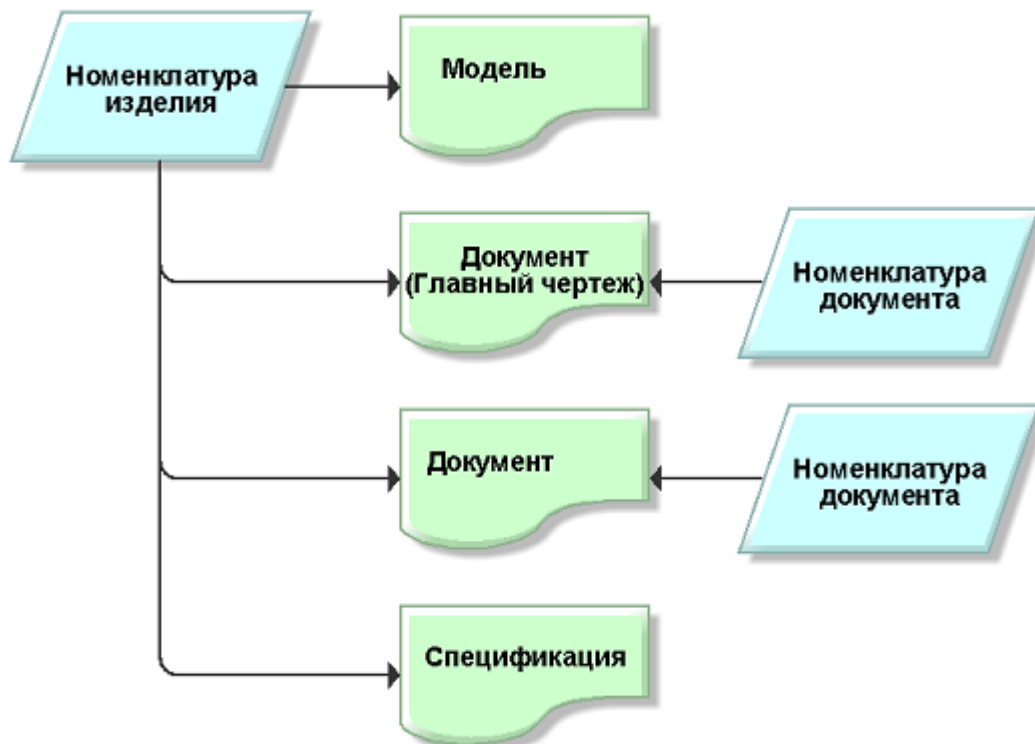 Номенклатура
изделия
Модель
Документ
(Главный чертеж)
Номенклатура
документа
Документ
Номенклатура
документа
Спецификация